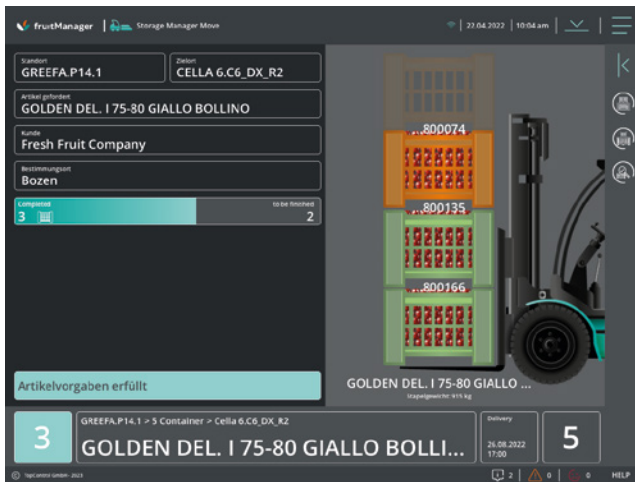 fruitManager | Storage Manager Move
22.04.2022 | 10:04 am
Standort
GREEFA.P14.1
Zielort
CELLA 6.C6_DX_R2
Artikel gefordert
GOLDEN DEL. I 75-80 GIALLO BOLLINO
Kunde
Fresh Fruit Company
Bestimmungsort
Bozen
Completed
3
to be finished
2
...800074
...800135
...800166
Artikelvorgaben erfüllt
GOLDEN DEL. I 75-80 GIALLO ...
Stapelgewicht: 915 kg
3
GREEFA.P14.1 > 5 Container > Cella 6.C6_DX_R2
GOLDEN DEL. I 75-80 GIALLO BOLLI...
Delivery
26.08.2022
17:00
5
TopControl GmbH- 2023
2 | 0 | 0 HELP